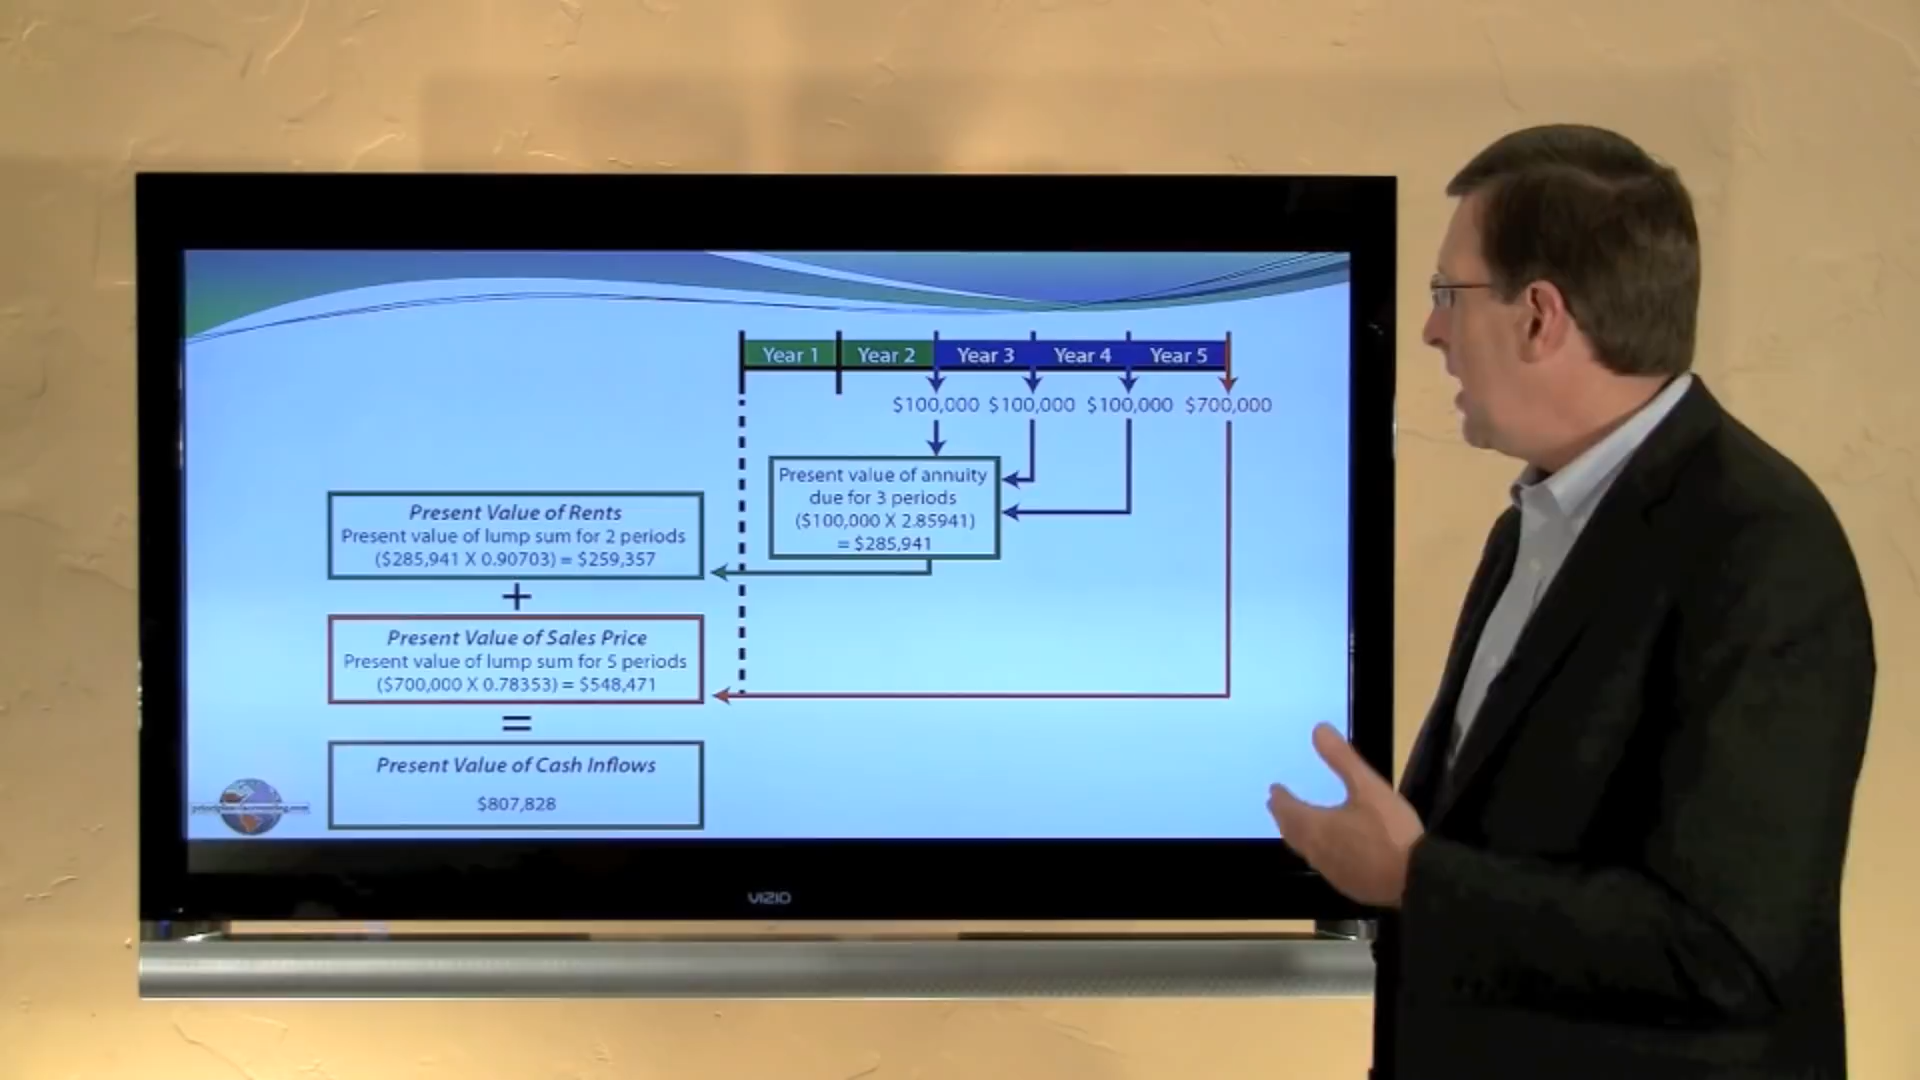 Year 1 Year 2 Year 3 Year 4 Year 5
$100,000 $100,000 $100,000 $700,000
Present value of annuity
due for 3 periods
($100,000 X 2.85941)
= $285,941
Present Value of Rents
Present value of lump sum for 2 periods
($285,941 X 0.90703) = $259,357
+
Present Value of Sales Price
Present value of lump sum for 5 periods
($700,000 X 0.78353) = $548,471
=
Present Value of Cash Inflows
$807,828
principlesofaccounting.com
VIZIO